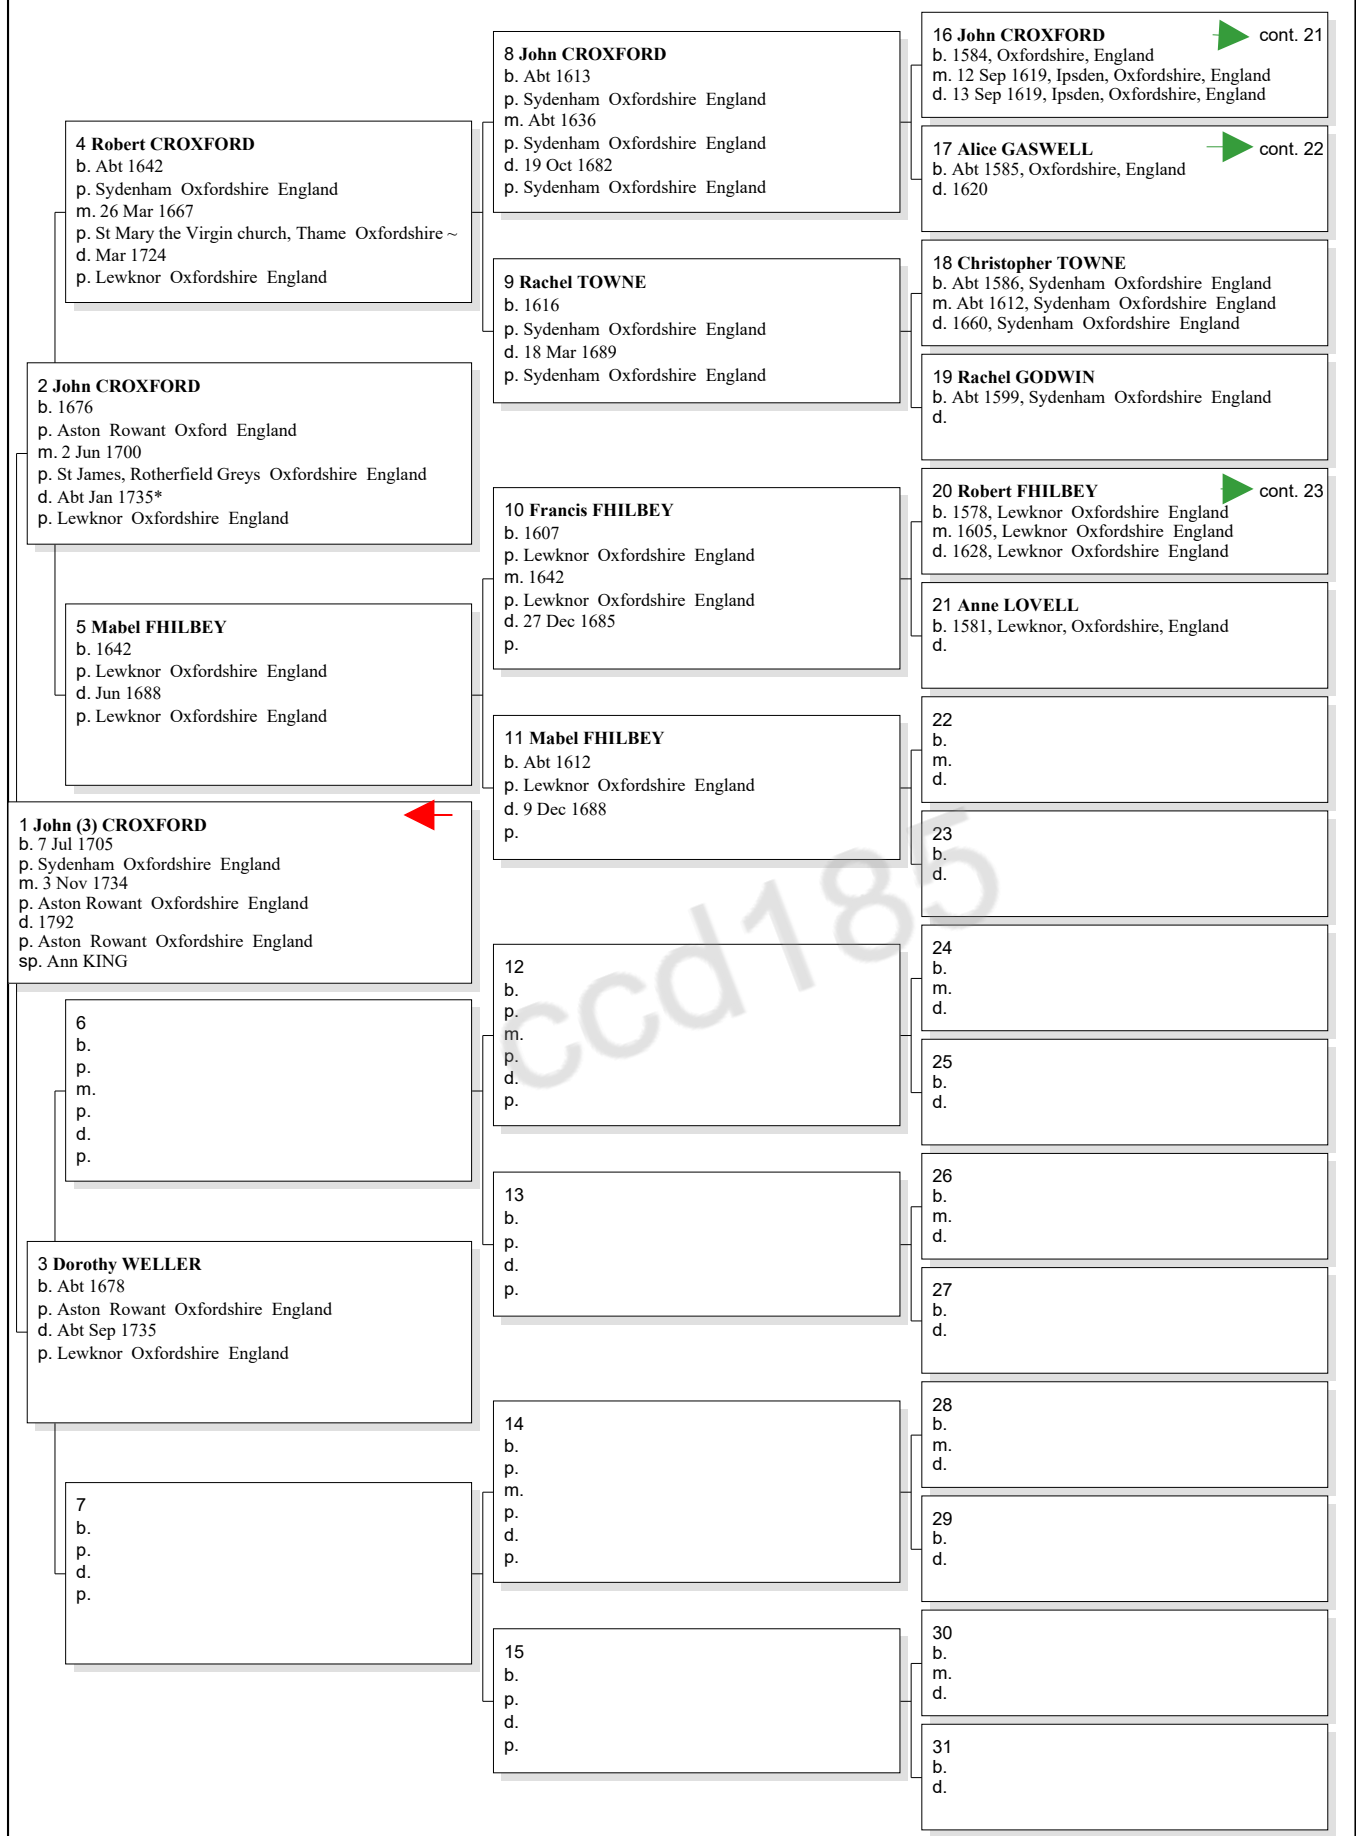 4 Robert CROXFORD
b. Abt 1642
p. Sydenham Oxfordshire England
m. 26 Mar 1667
p. St Mary the Virgin church, Thame Oxfordshire ~
d. Mar 1724
p. Lewknor Oxfordshire England
2 John CROXFORD
b. 1676
p. Aston Rowant Oxford England
m. 2 Jun 1700
p. St James, Rotherfield Greys Oxfordshire England
d. Abt Jan 1735*
p. Lewknor Oxfordshire England
5 Mabel FHILBEY
b. 1642
p. Lewknor Oxfordshire England
d. Jun 1688
p. Lewknor Oxfordshire England
1 John (3) CROXFORD
b. 7 Jul 1705
p. Sydenham Oxfordshire England
m. 3 Nov 1734
p. Aston Rowant Oxfordshire England
d. 1792
p. Aston Rowant Oxfordshire England
sp. Ann KING
6
b.
p.
m.
p.
d.
p.
3 Dorothy WELLER
b. Abt 1678
p. Aston Rowant Oxfordshire England
d. Abt Sep 1735
p. Lewknor Oxfordshire England
7
b.
p.
d.
p.
8 John CROXFORD
b. Abt 1613
p. Sydenham Oxfordshire England
m. Abt 1636
p. Sydenham Oxfordshire England
d. 19 Oct 1682
p. Sydenham Oxfordshire England
9 Rachel TOWNE
b. 1616
p. Sydenham Oxfordshire England
d. 18 Mar 1689
p. Sydenham Oxfordshire England
10 Francis FHILBEY
b. 1607
p. Lewknor Oxfordshire England
m. 1642
p. Lewknor Oxfordshire England
d. 27 Dec 1685
p.
11 Mabel FHILBEY
b. Abt 1612
p. Lewknor Oxfordshire England
d. 9 Dec 1688
p.
12
b.
p.
m.
p.
d.
p.
13
b.
p.
d.
p.
14
b.
p.
m.
p.
d.
p.
15
b.
p.
d.
p.
16 John CROXFORD cont. 21
b. 1584, Oxfordshire, England
m. 12 Sep 1619, Ipsden, Oxfordshire, England
d. 13 Sep 1619, Ipsden, Oxfordshire, England
17 Alice GASWELL cont. 22
b. Abt 1585, Oxfordshire, England
d. 1620
18 Christopher TOWNE
b. Abt 1586, Sydenham Oxfordshire England
m. Abt 1612, Sydenham Oxfordshire England
d. 1660, Sydenham Oxfordshire England
19 Rachel GODWIN
b. Abt 1599, Sydenham Oxfordshire England
d.
20 Robert FHILBEY cont. 23
b. 1578, Lewknor Oxfordshire England
m. 1605, Lewknor Oxfordshire England
d. 1628, Lewknor Oxfordshire England
21 Anne LOVELL
b. 1581, Lewknor, Oxfordshire, England
d.
22
b.
m.
d.
23
b.
d.
24
b.
m.
d.
25
b.
d.
26
b.
m.
d.
27
b.
d.
28
b.
m.
d.
29
b.
d.
30
b.
m.
d.
31
b.
d.
ccd185